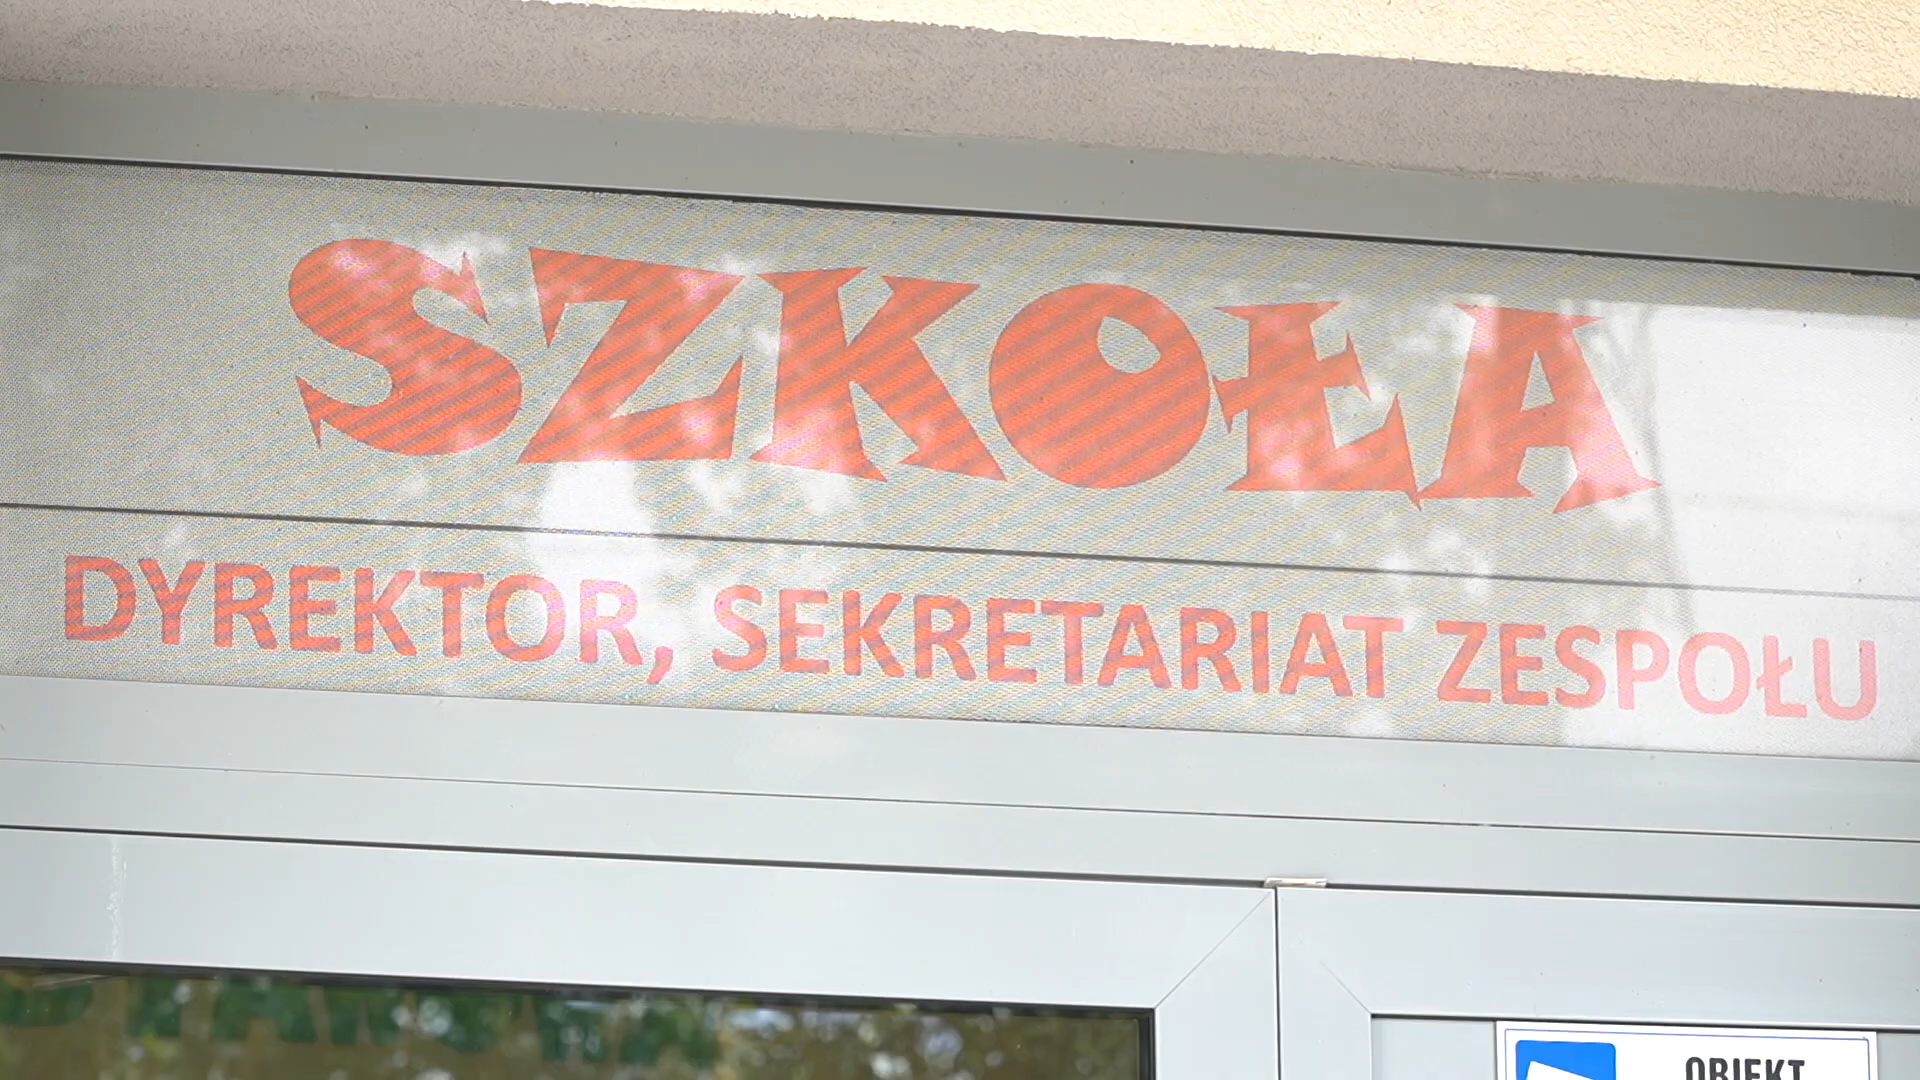 SZKOŁA
DYREKTOR, SEKRETARIAT ZESPOŁU
OBIEKT